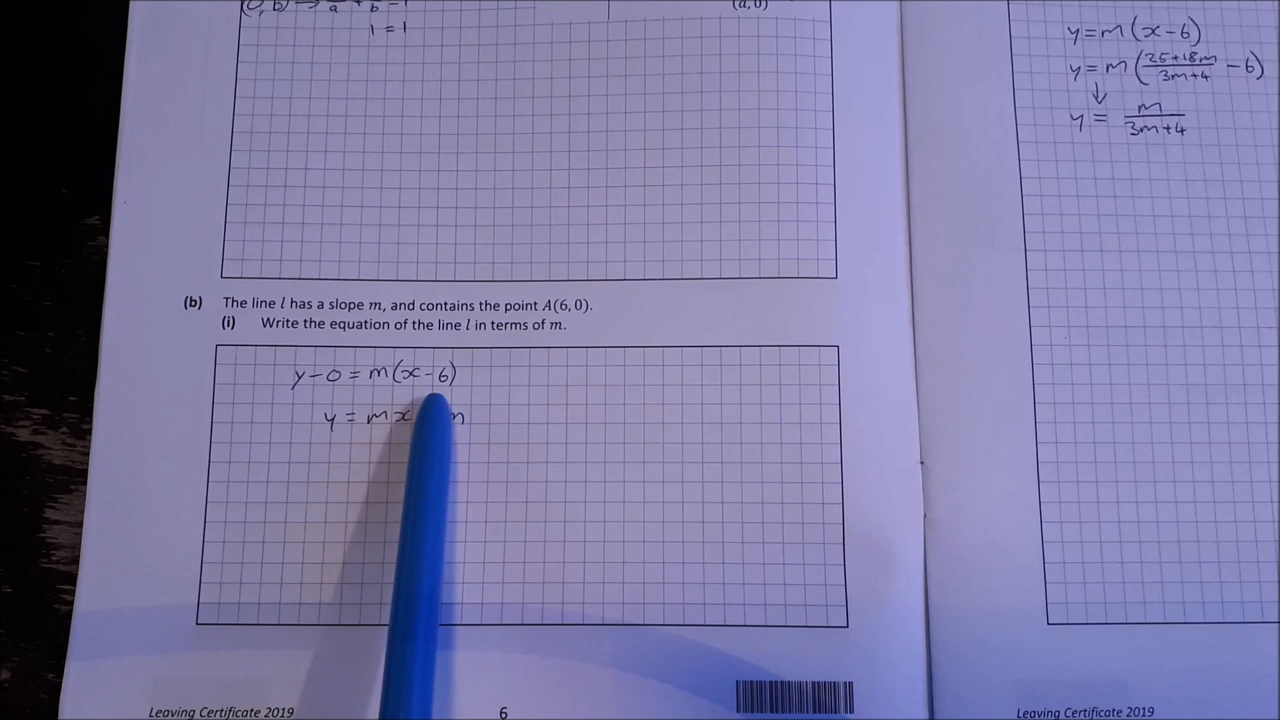 1 = 1
(a, 0)
(b) The line l has a slope m, and contains the point A(6, 0).
(i) Write the equation of the line l in terms of m.
y - 0 = m(x - 6)
y = mx
Leaving Certificate 2019
6
y = m(x - 6)
y = m(25+18m/3m+4 - 6)
↓
y = m/3m+4
Leaving Certificate 2019